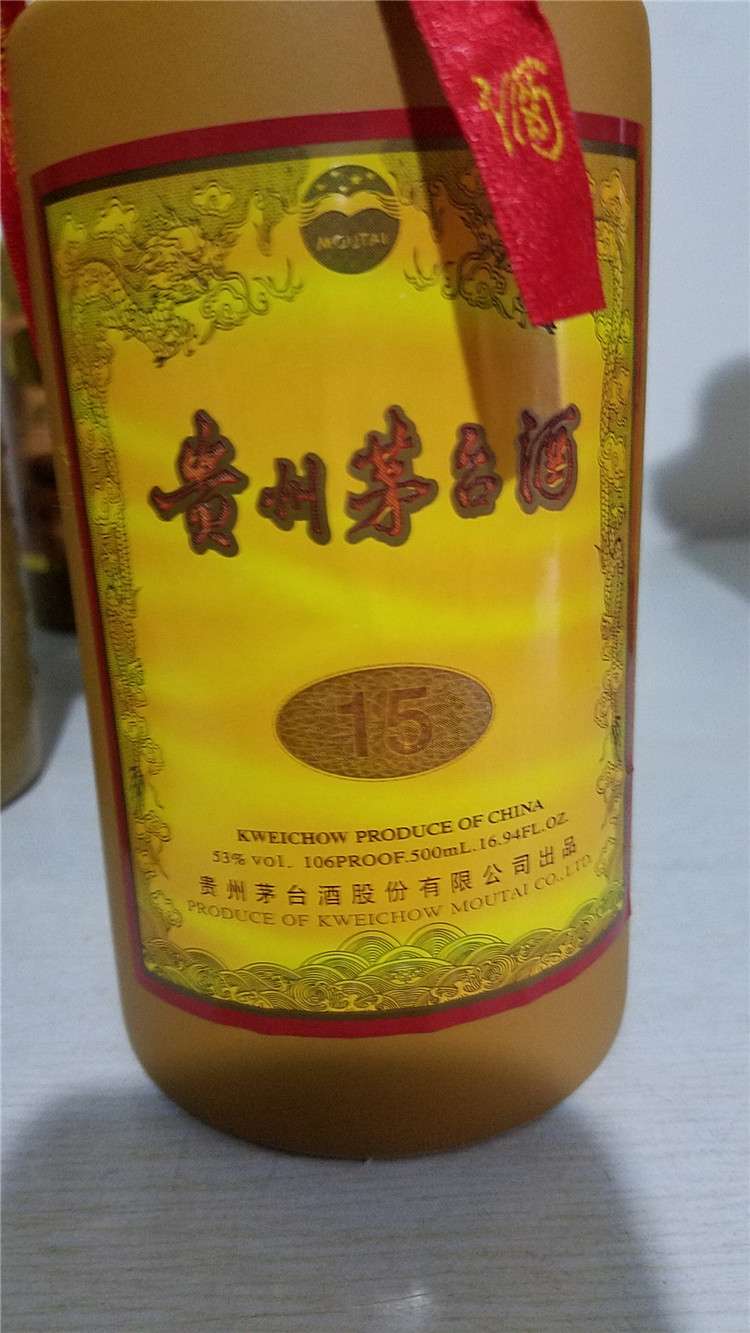 酒
MOUTAI
贵州茅台酒
15
KWEICHOW PRODUCE OF CHINA
53% vol. 106PROOF.500mL.16.94FL.OZ.
贵州茅台酒股份有限公司出品
PRODUCE OF KWEICHOW MOUTAI CO.,LTD.